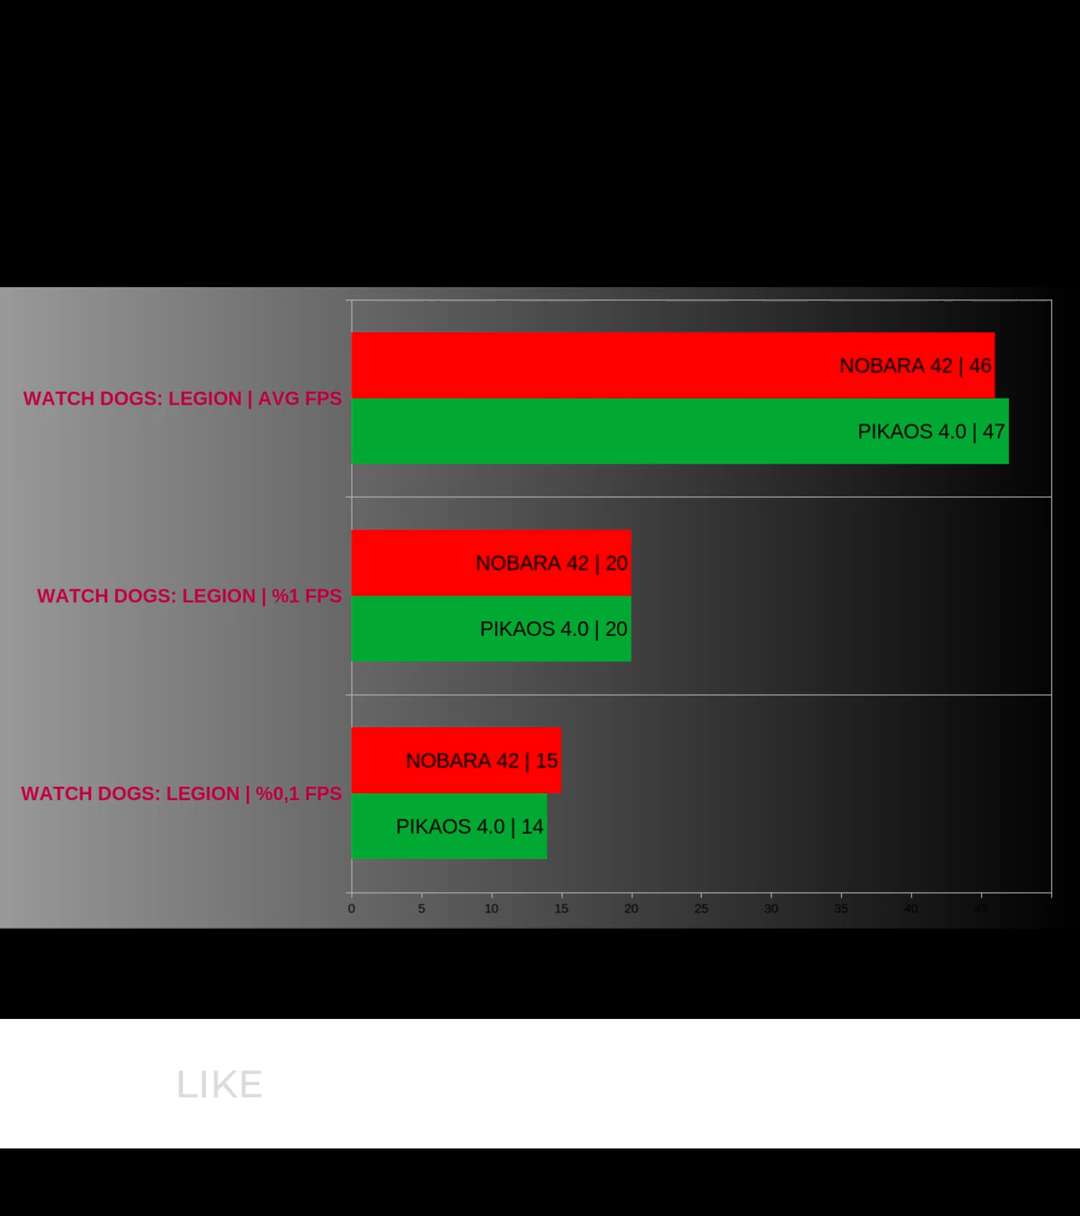 NOBARA 42 | 46
WATCH DOGS: LEGION | AVG FPS
PIKAOS 4.0 | 47
NOBARA 42 | 20
WATCH DOGS: LEGION | %1 FPS
PIKAOS 4.0 | 20
NOBARA 42 | 15
WATCH DOGS: LEGION | %0,1 FPS
PIKAOS 4.0 | 14
0 5 10 15 20 25 30 35 40 45
LIKE